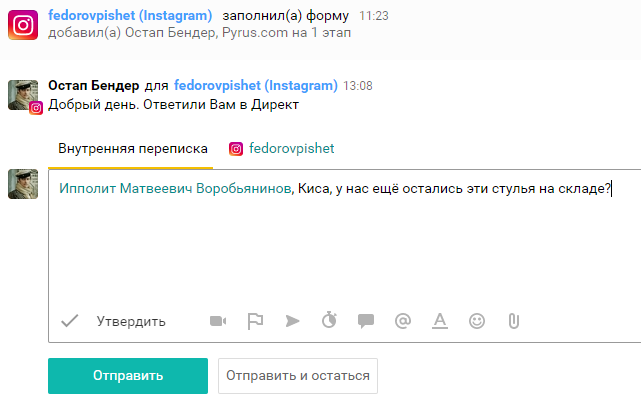 fedorovpishet (Instagram) заполнил(а) форму 11:23
добавил(а) Остап Бендер, Pyrus.com на 1 этап
Остап Бендер для fedorovpishet (Instagram) 13:08
Добрый день. Ответили Вам в Директ
Внутренняя переписка fedorovpishet
Ипполит Матвеевич Воробьянинов, Киса, у нас ещё остались эти стулья на складе?
Утвердить
Отправить Отправить и остаться